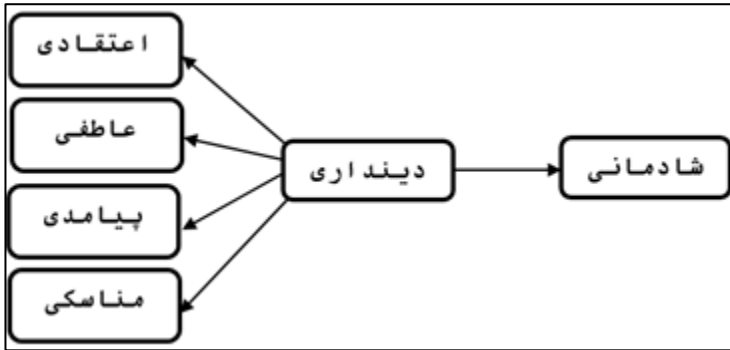 اعتقادی
عاطفی
پیامدی
مناسکی
دینداری
شادمانی